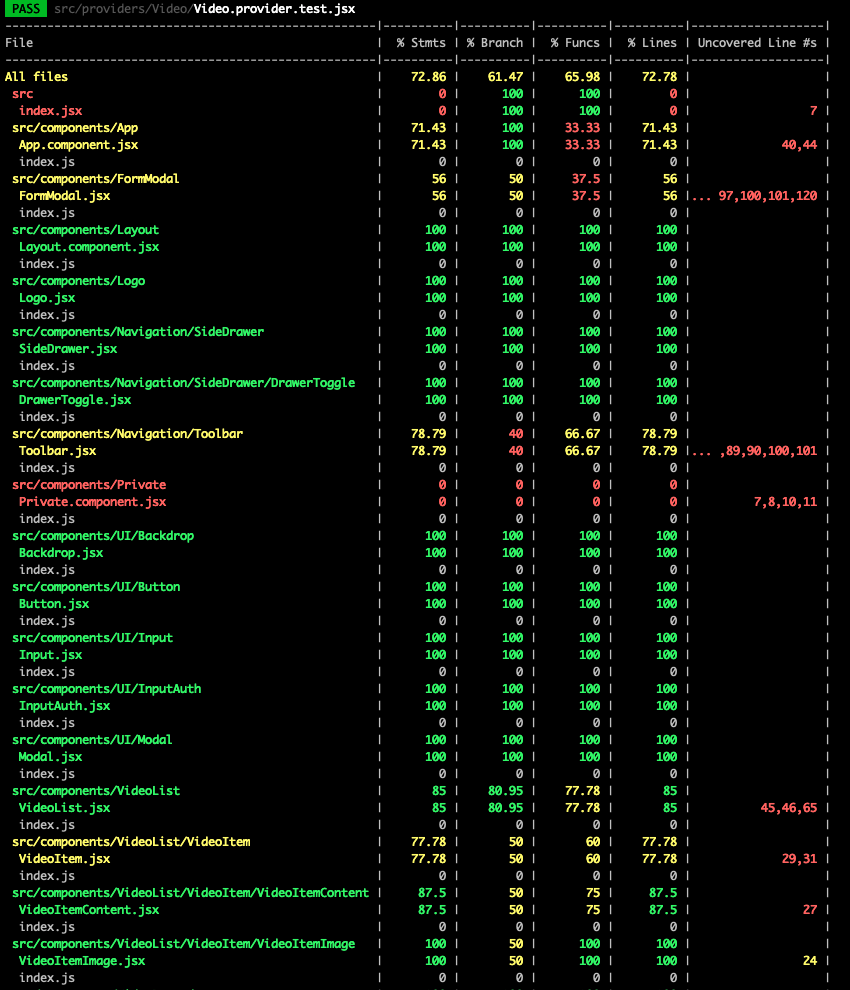 PASS src/providers/Video/Video.provider.test.jsx
-----------------------------------------------------|----------|----------|----------|----------|-------------------|
File | % Stmts | % Branch | % Funcs | % Lines | Uncovered Line #s |
-----------------------------------------------------|----------|----------|----------|----------|-------------------|
All files | 72.86 | 61.47 | 65.98 | 72.78 | |
src | 0 | 100 | 100 | 0 | |
index.jsx | 0 | 100 | 100 | 0 | 7 |
src/components/App | 71.43 | 100 | 33.33 | 71.43 | |
App.component.jsx | 71.43 | 100 | 33.33 | 71.43 | 40,44 |
index.js | 0 | 0 | 0 | 0 | |
src/components/FormModal | 56 | 50 | 37.5 | 56 | |
FormModal.jsx | 56 | 50 | 37.5 | 56 |... 97,100,101,120 |
index.js | 0 | 0 | 0 | 0 | |
src/components/Layout | 100 | 100 | 100 | 100 | |
Layout.component.jsx | 100 | 100 | 100 | 100 | |
index.js | 0 | 0 | 0 | 0 | |
src/components/Logo | 100 | 100 | 100 | 100 | |
Logo.jsx | 100 | 100 | 100 | 100 | |
index.js | 0 | 0 | 0 | 0 | |
src/components/Navigation/SideDrawer | 100 | 100 | 100 | 100 | |
SideDrawer.jsx | 100 | 100 | 100 | 100 | |
index.js | 0 | 0 | 0 | 0 | |
src/components/Navigation/SideDrawer/DrawerToggle | 100 | 100 | 100 | 100 | |
DrawerToggle.jsx | 100 | 100 | 100 | 100 | |
index.js | 0 | 0 | 0 | 0 | |
src/components/Navigation/Toolbar | 78.79 | 40 | 66.67 | 78.79 | |
Toolbar.jsx | 78.79 | 40 | 66.67 | 78.79 |... ,89,90,100,101 |
index.js | 0 | 0 | 0 | 0 | |
src/components/Private | 0 | 0 | 0 | 0 | |
Private.component.jsx | 0 | 0 | 0 | 0 | 7,8,10,11 |
index.js | 0 | 0 | 0 | 0 | |
src/components/UI/Backdrop | 100 | 100 | 100 | 100 | |
Backdrop.jsx | 100 | 100 | 100 | 100 | |
index.js | 0 | 0 | 0 | 0 | |
src/components/UI/Button | 100 | 100 | 100 | 100 | |
Button.jsx | 100 | 100 | 100 | 100 | |
index.js | 0 | 0 | 0 | 0 | |
src/components/UI/Input | 100 | 100 | 100 | 100 | |
Input.jsx | 100 | 100 | 100 | 100 | |
index.js | 0 | 0 | 0 | 0 | |
src/components/UI/InputAuth | 100 | 100 | 100 | 100 | |
InputAuth.jsx | 100 | 100 | 100 | 100 | |
index.js | 0 | 0 | 0 | 0 | |
src/components/UI/Modal | 100 | 100 | 100 | 100 | |
Modal.jsx | 100 | 100 | 100 | 100 | |
index.js | 0 | 0 | 0 | 0 | |
src/components/VideoList | 85 | 80.95 | 77.78 | 85 | |
VideoList.jsx | 85 | 80.95 | 77.78 | 85 | 45,46,65 |
index.js | 0 | 0 | 0 | 0 | |
src/components/VideoList/VideoItem | 77.78 | 50 | 60 | 77.78 | |
VideoItem.jsx | 77.78 | 50 | 60 | 77.78 | 29,31 |
index.js | 0 | 0 | 0 | 0 | |
src/components/VideoList/VideoItem/VideoItemContent | 87.5 | 50 | 75 | 87.5 | |
VideoItemContent.jsx | 87.5 | 50 | 75 | 87.5 | 27 |
index.js | 0 | 0 | 0 | 0 | |
src/components/VideoList/VideoItem/VideoItemImage | 100 | 50 | 100 | 100 | |
VideoItemImage.jsx | 100 | 50 | 100 | 100 | 24 |
index.js | 0 | 0 | 0 | 0 | |